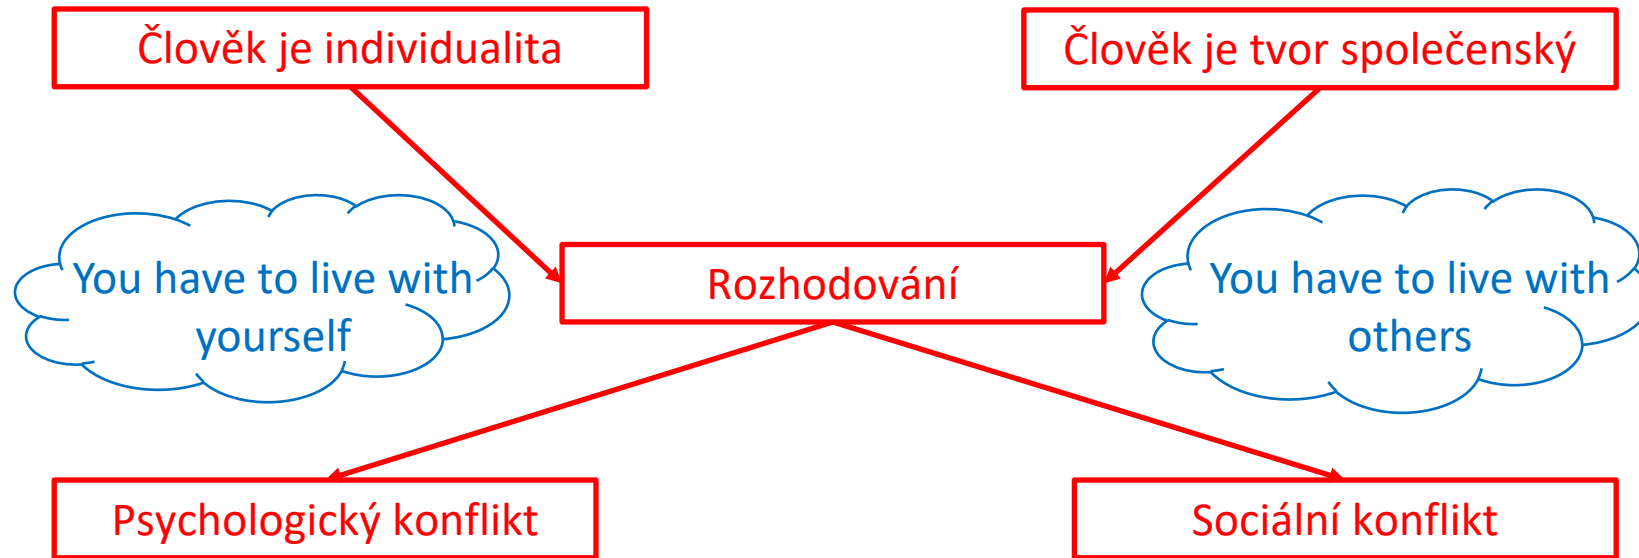 Člověk je individualita
Člověk je tvor společenský
You have to live with
yourself
Rozhodování
You have to live with
others
Psychologický konflikt
Sociální konflikt